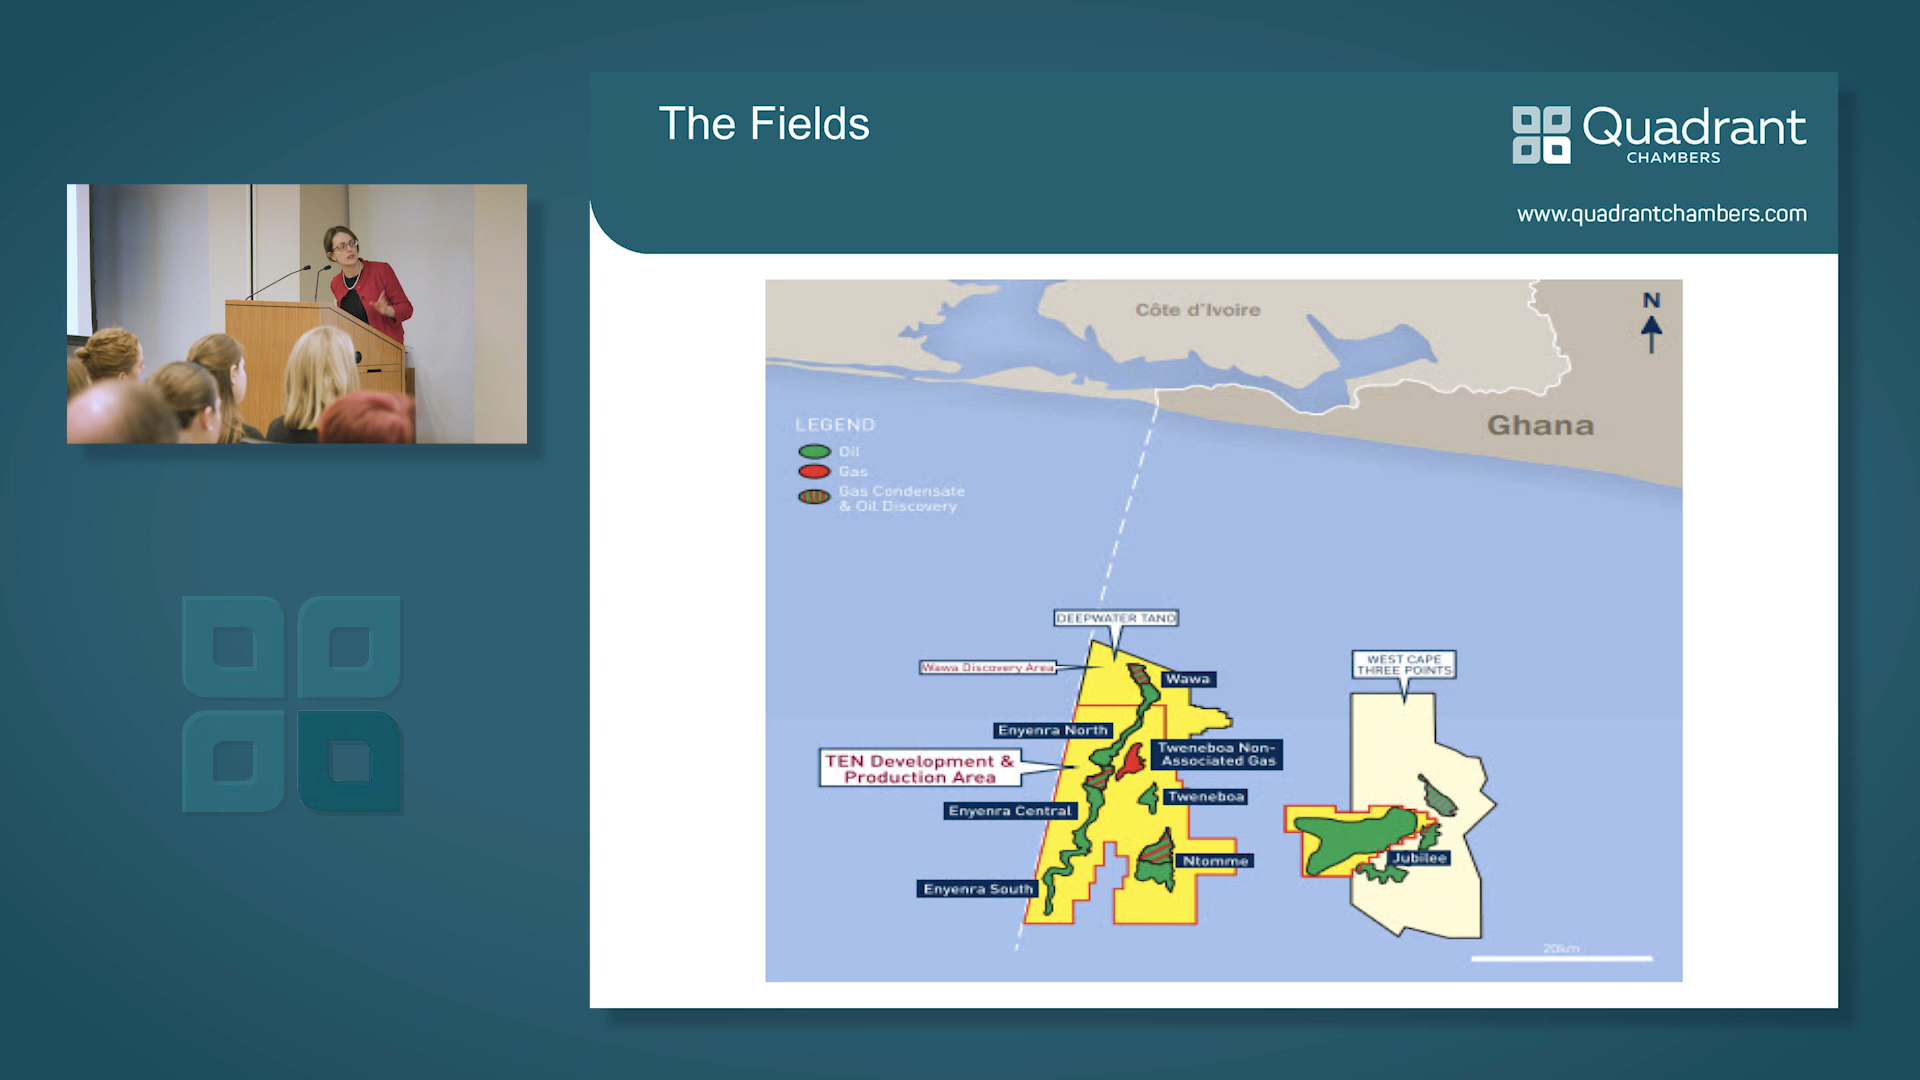 The Fields
Quadrant
CHAMBERS
www.quadrantchambers.com
Côte d'Ivoire
N
Ghana
LEGEND
Oil
Gas
Gas Condensate
& Oil Discovery
DEEPWATER TANO
Wawa Discovery Area
Wawa
WEST CAPE
THREE POINTS
Enyenra North
Tweneboa Non-
Associated Gas
TEN Development &
Production Area
Tweneboa
Enyenra Central
Jubilee
Ntomme
Enyenra South
20km